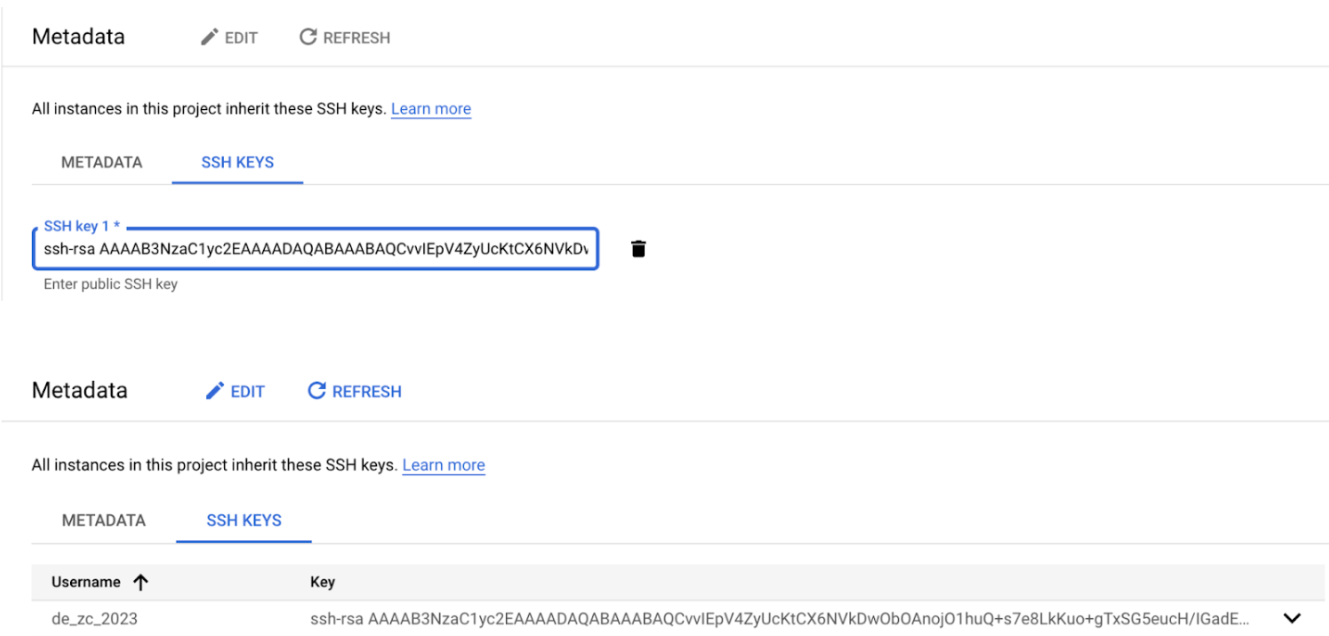 Metadata EDIT REFRESH
All instances in this project inherit these SSH keys. Learn more
METADATA SSH KEYS
SSH key 1 *
ssh-rsa AAAAB3NzaC1yc2EAAAADAQABAAABAQCvvIEpV4ZyUcKtCX6NVkDv
Enter public SSH key
Metadata EDIT REFRESH
All instances in this project inherit these SSH keys. Learn more
METADATA SSH KEYS
Username Key
de_zc_2023 ssh-rsa AAAAB3NzaC1yc2EAAAADAQABAAABAQCvvIEpV4ZyUcKtCX6NVkDwObOAnojO1huQ+s7e8LkKuo+gTxSG5eucH/IGadE...